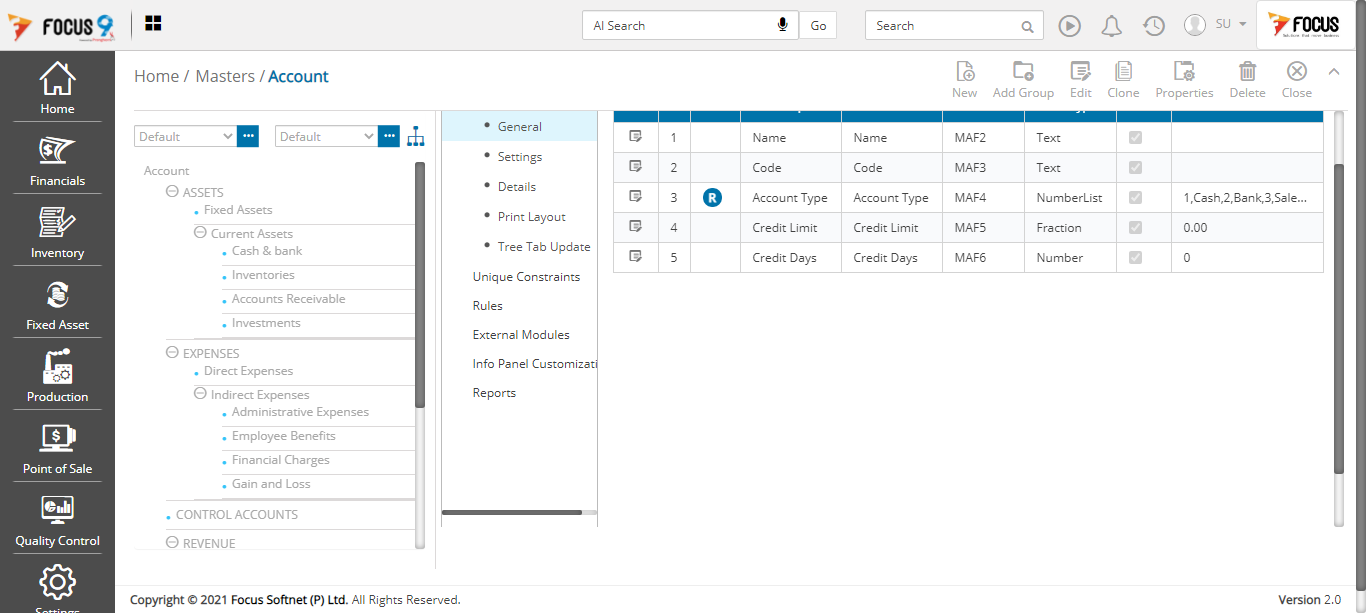 FOCUS 9
AI Search
Go
Search
SU
FOCUS
Home / Masters / Account
New
Add Group
Edit
Clone
Properties
Delete
Close
Home
Financials
Inventory
Fixed Asset
Production
Point of Sale
Quality Control
Settings
Default
Default
Account
ASSETS
Fixed Assets
Current Assets
Cash & bank
Inventories
Accounts Receivable
Investments
EXPENSES
Direct Expenses
Indirect Expenses
Administrative Expenses
Employee Benefits
Financial Charges
Gain and Loss
CONTROL ACCOUNTS
REVENUE
General
Settings
Details
Print Layout
Tree Tab Update
Unique Constraints
Rules
External Modules
Info Panel Customizati
Reports
1 Name Name MAF2 Text
2 Code Code MAF3 Text
3 R Account Type Account Type MAF4 NumberList 1,Cash,2,Bank,3,Sale...
4 Credit Limit Credit Limit MAF5 Fraction 0.00
5 Credit Days Credit Days MAF6 Number 0
Copyright © 2021 Focus Softnet (P) Ltd. All Rights Reserved.
Version 2.0